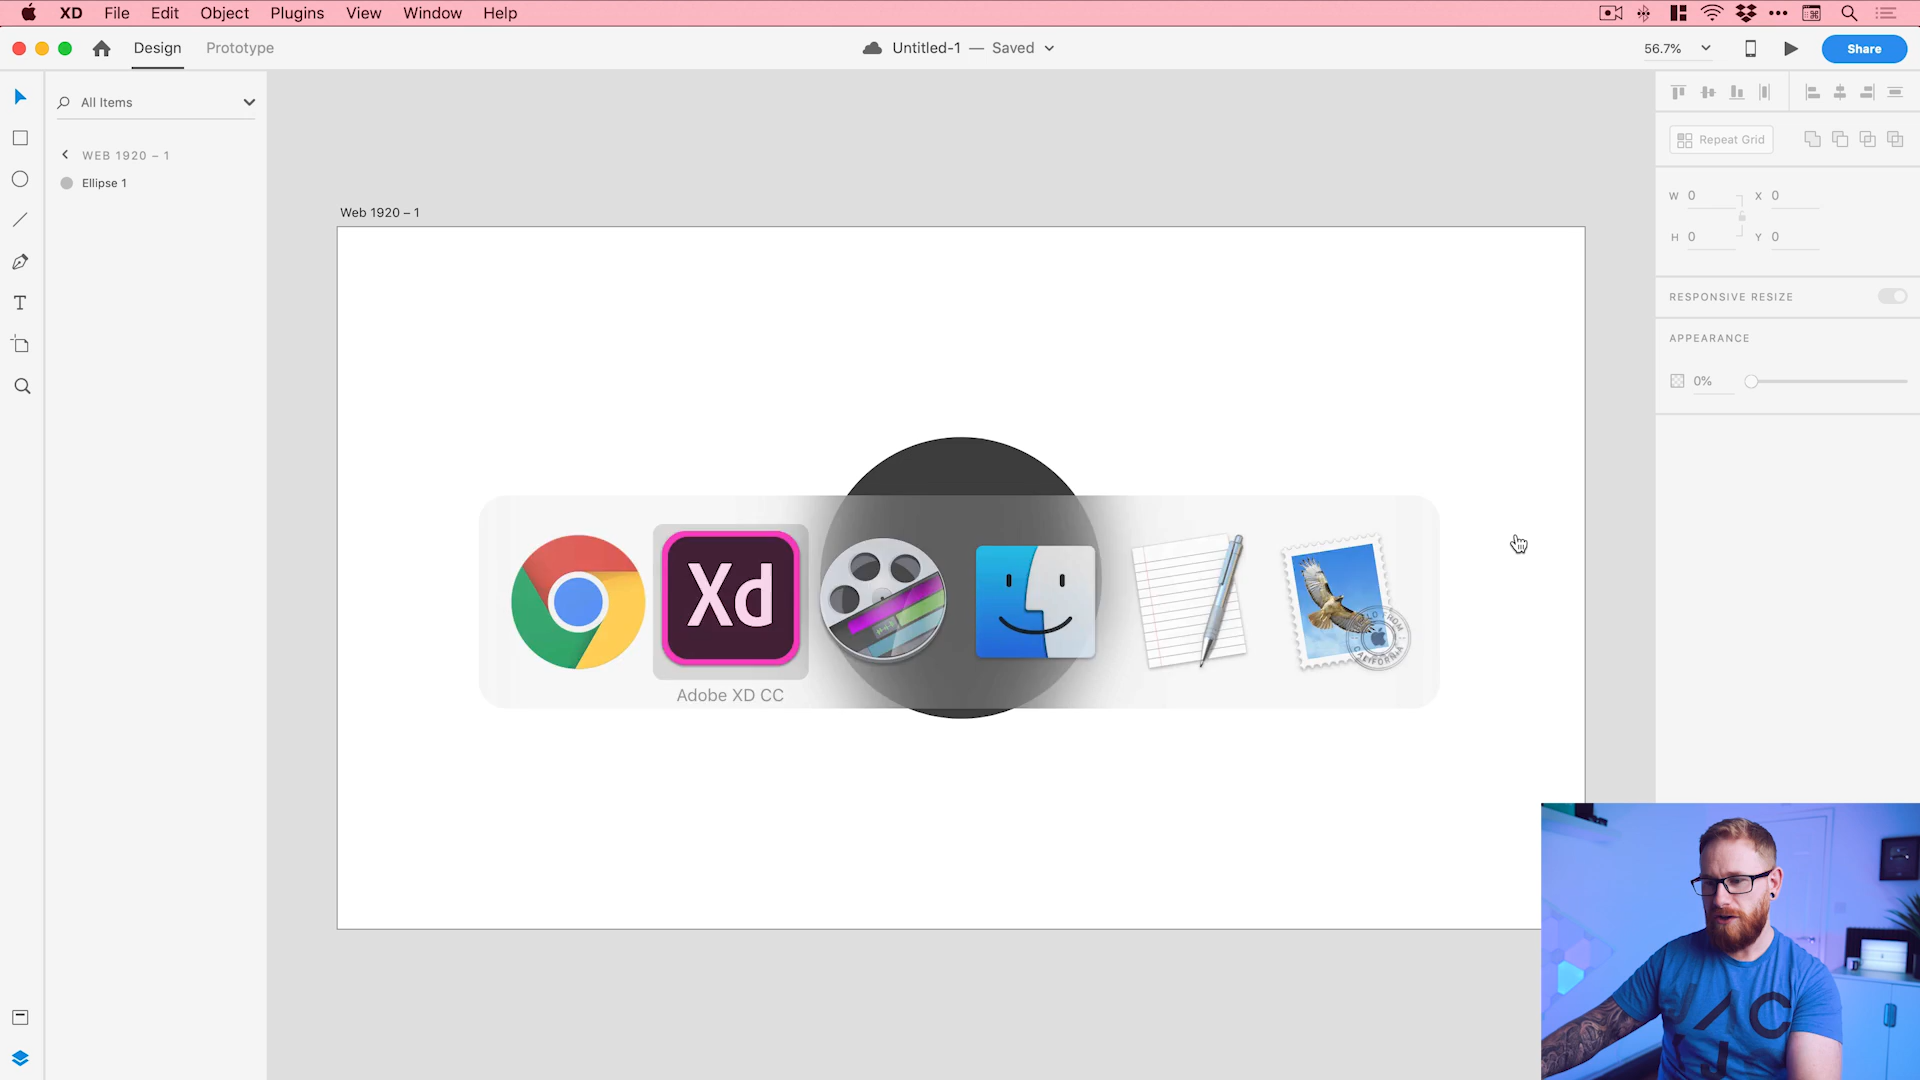 XD File Edit Object Plugins View Window Help
Design Prototype
Untitled-1 — Saved
56.7%
Share
All Items
WEB 1920 – 1
Ellipse 1
Web 1920 – 1
Repeat Grid
W 0 X 0
H 0 Y 0
RESPONSIVE RESIZE
APPEARANCE
0%
Xd
Adobe XD CC
CALIFORNIA